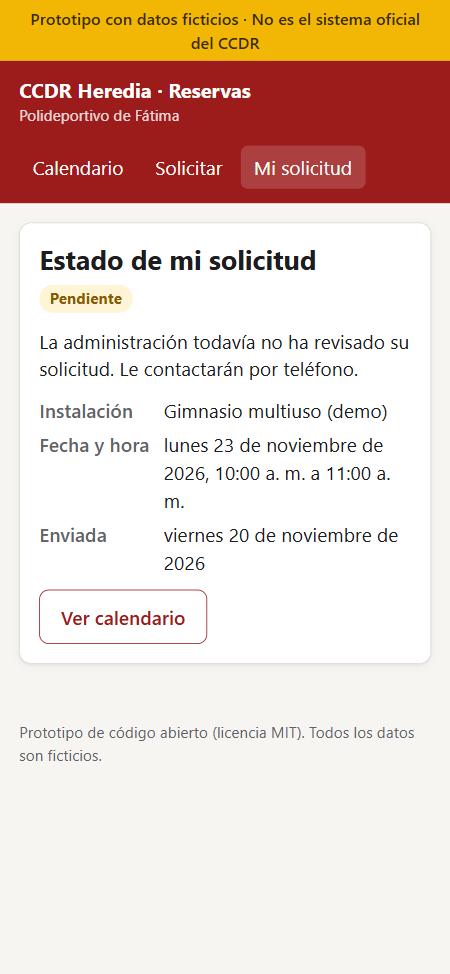 Prototipo con datos ficticios · No es el sistema oficial
del CCDR
CCDR Heredia · Reservas
Polideportivo de Fátima
Calendario Solicitar Mi solicitud
Estado de mi solicitud
Pendiente
La administración todavía no ha revisado su
solicitud. Le contactarán por teléfono.
Instalación Gimnasio multiuso (demo)
Fecha y hora lunes 23 de noviembre de
2026, 10:00 a. m. a 11:00 a.
m.
Enviada viernes 20 de noviembre de
2026
Ver calendario
Prototipo de código abierto (licencia MIT). Todos los datos
son ficticios.